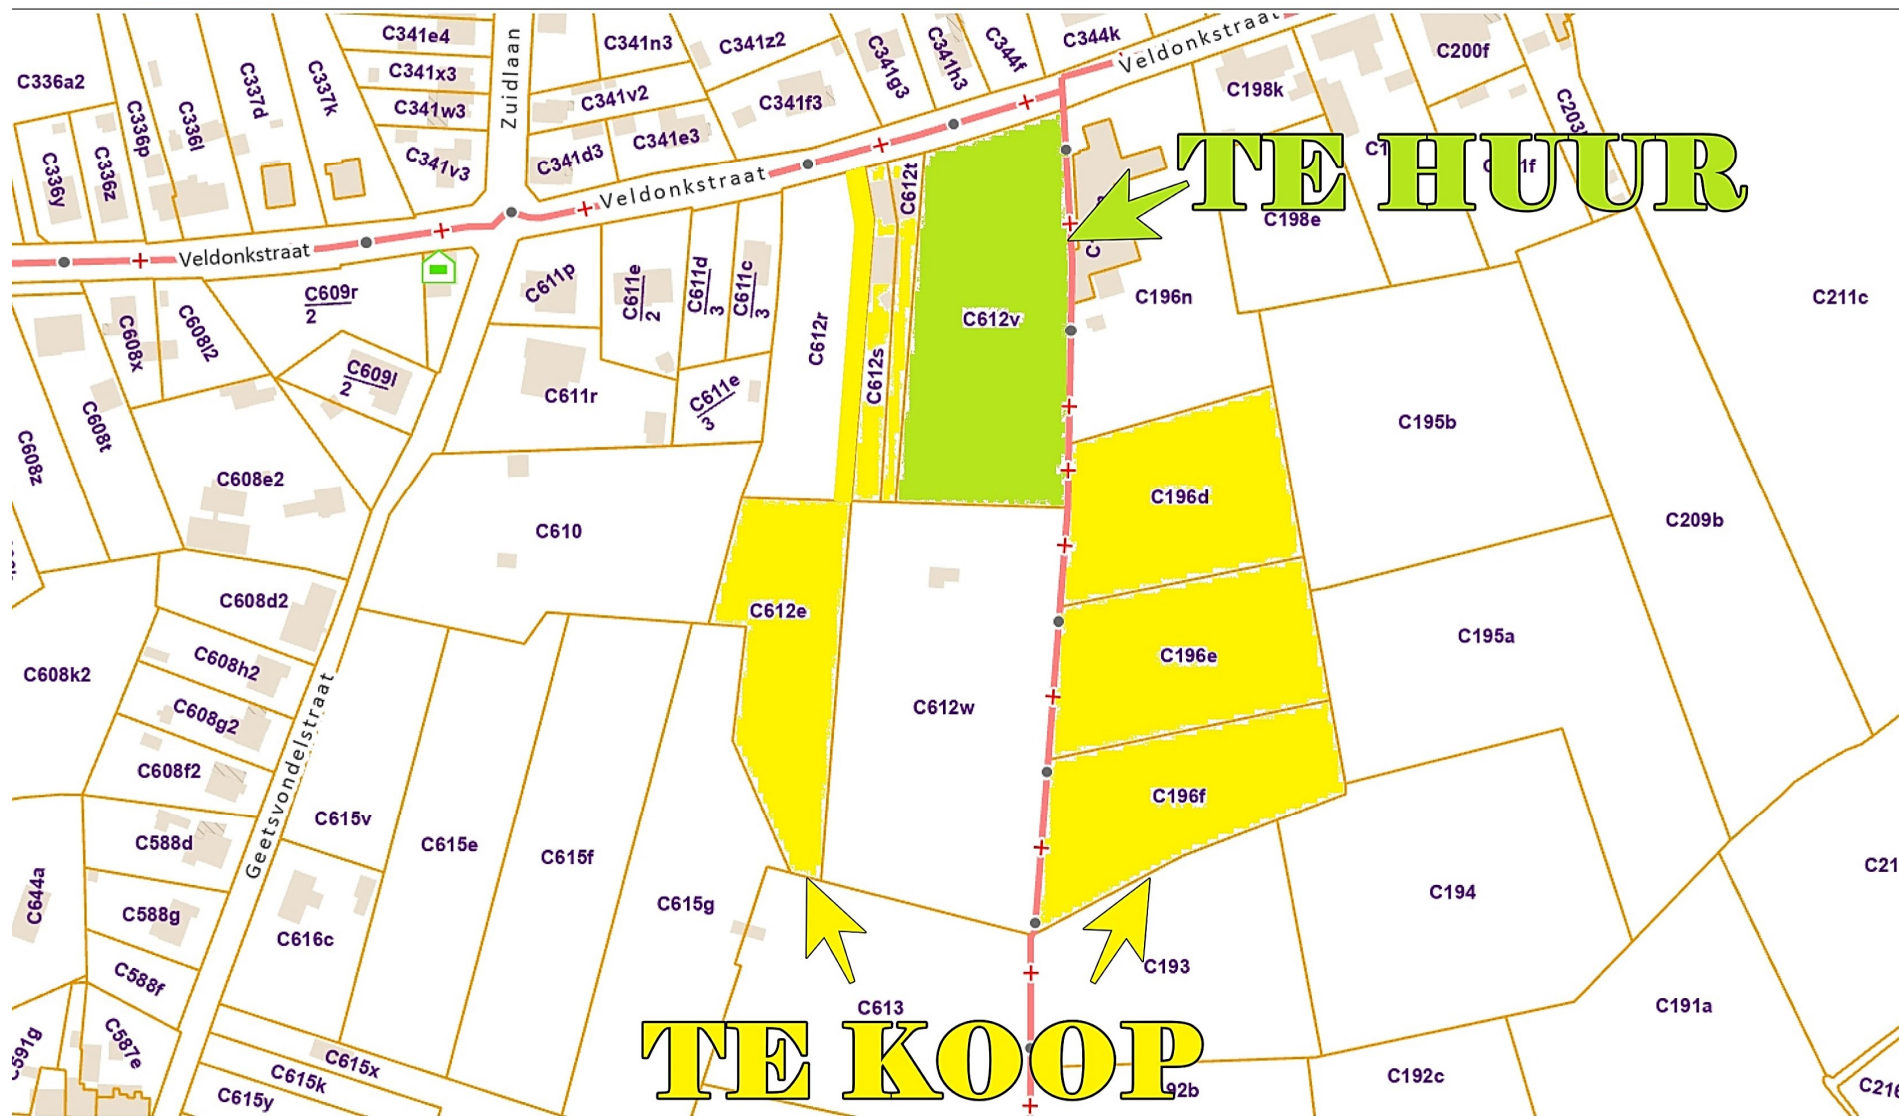 C341e4
C341n3
C341z2
C341g3
C341h3
C344f
C344k
Veldonkstraat
C200f
C336a2
C337d
C337k
C341x3
C341w3
Zuidlaan
C341v2
C341f3
C198k
C336p
C336l
C341v3
C341d3
C341e3
C336y
C336z
TE HUUR
Veldonkstraat
C612t
C198e
Veldonkstraat
C609r
2
C611p
C611e
2
C611d
3
C611c
3
C612r
C612v
C196n
C211c
C608x
C608l2
C609l
2
C611r
C611e
3
C612s
C195b
C608t
C608z
C608e2
C196d
C610
C209b
C608d2
C612e
C195a
C608h2
C196e
C608k2
C608g2
C612w
C608f2
C196f
Geetsvondelstraat
C615v
C588d
C615e
C615f
C644a
C588g
C615g
C194
C616c
C588f
C193
C613
C191a
C587e
TE KOOP
C615x
C615k
C192c
C615y